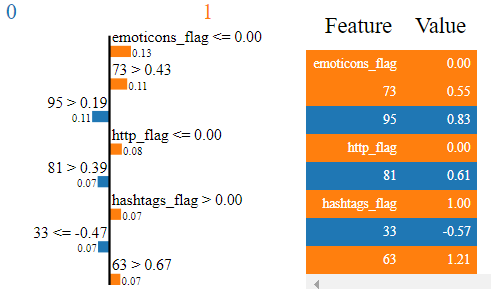 0
1
emoticons_flag <= 0.00
0.13
73 > 0.43
0.11
95 > 0.19
0.11
http_flag <= 0.00
0.08
81 > 0.39
0.07
hashtags_flag > 0.00
0.07
33 <= -0.47
0.07
63 > 0.67
0.07
Feature Value
emoticons_flag 0.00
73 0.55
95 0.83
http_flag 0.00
81 0.61
hashtags_flag 1.00
33 -0.57
63 1.21